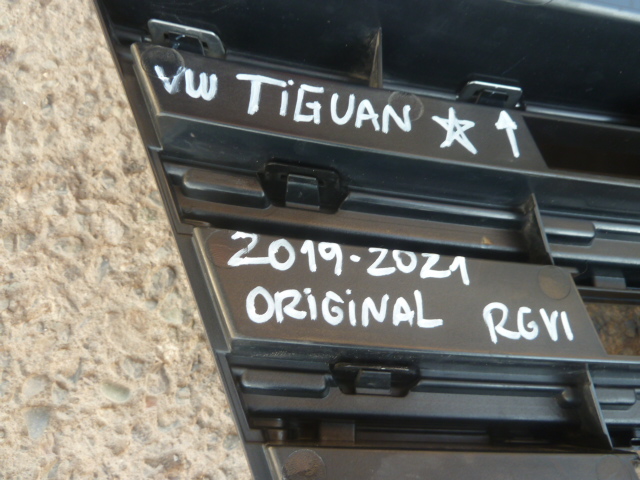 VW TiGUAN ☆ ↑
2019-2021
ORiGiNAL RGVI